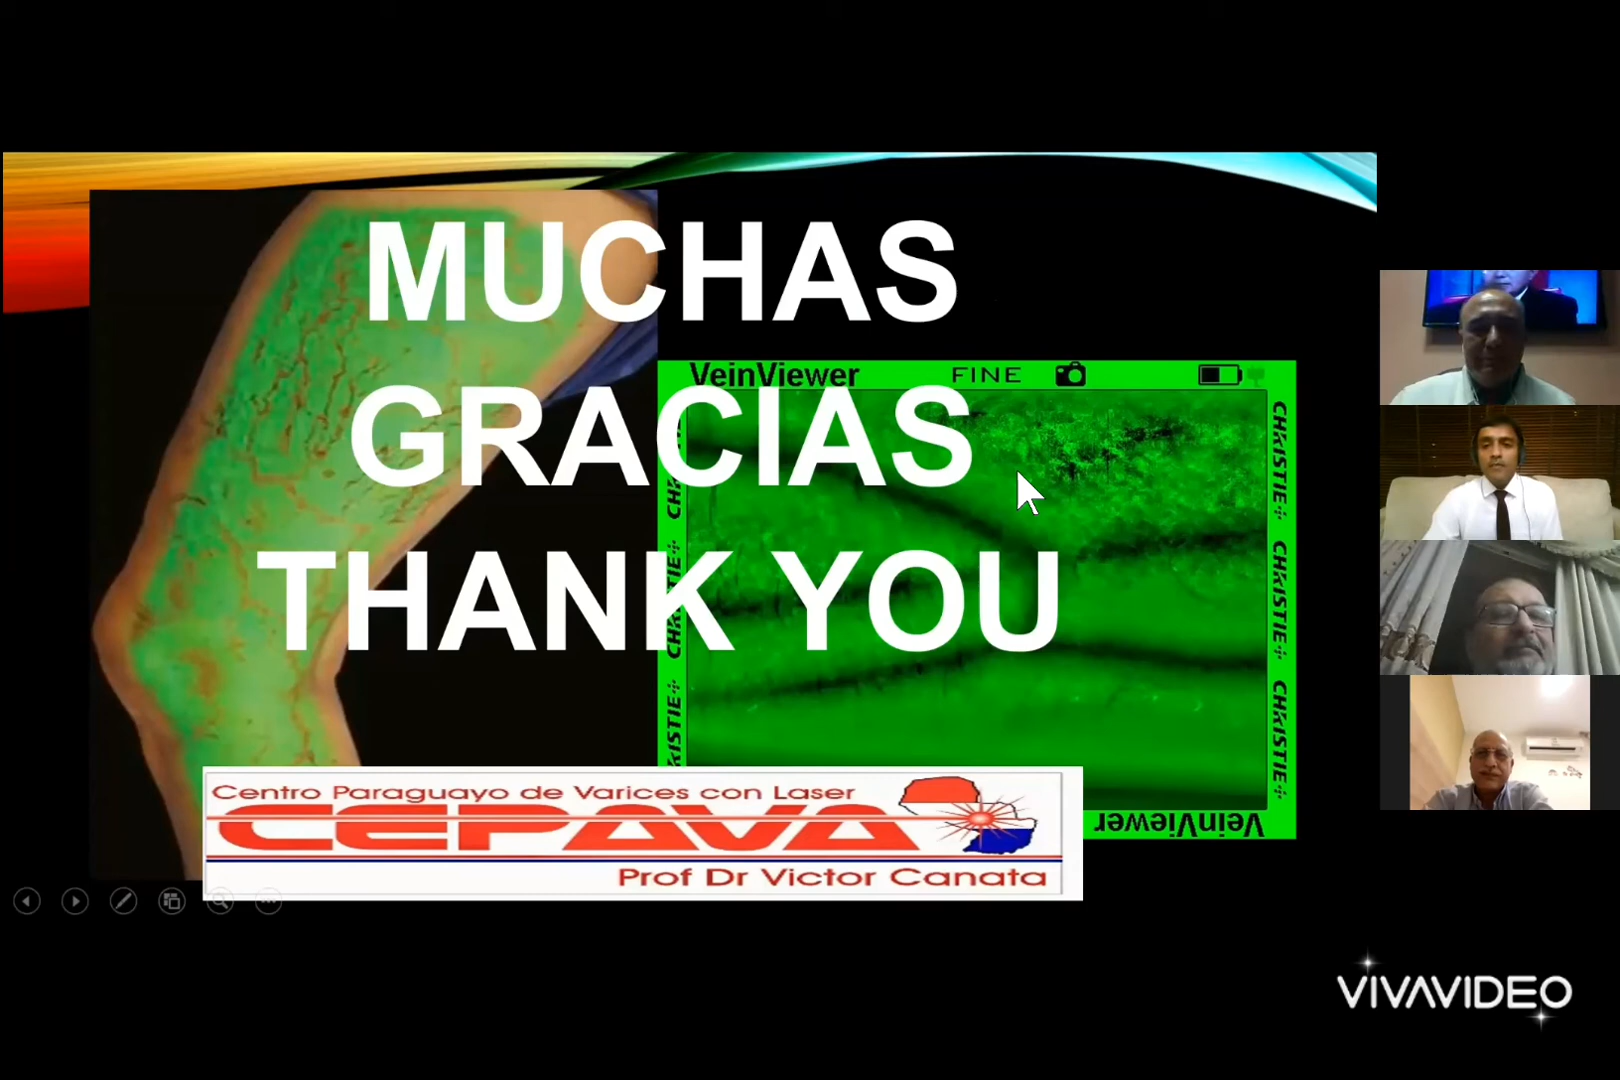 MUCHAS
GRACIAS
THANK YOU
VeinViewer
FINE
CHRISTIE
CHRISTIE
CHRISTIE
CHRISTIE
CHRISTIE
VeinViewer
Centro Paraguayo de Varices con Laser
CEPAVA
Prof Dr Victor Canata
VIVAVIDEO